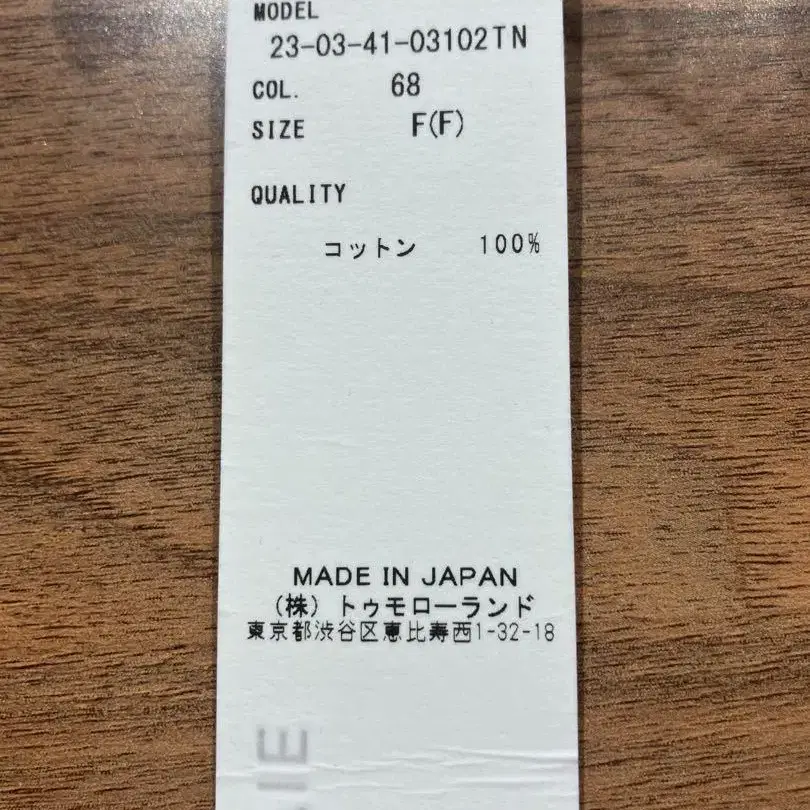 MODEL
23-03-41-03102TN
COL. 68
SIZE F(F)
QUALITY
コットン 100%
MADE IN JAPAN
(株)トゥモローランド
東京都渋谷区恵比寿西1-32-18